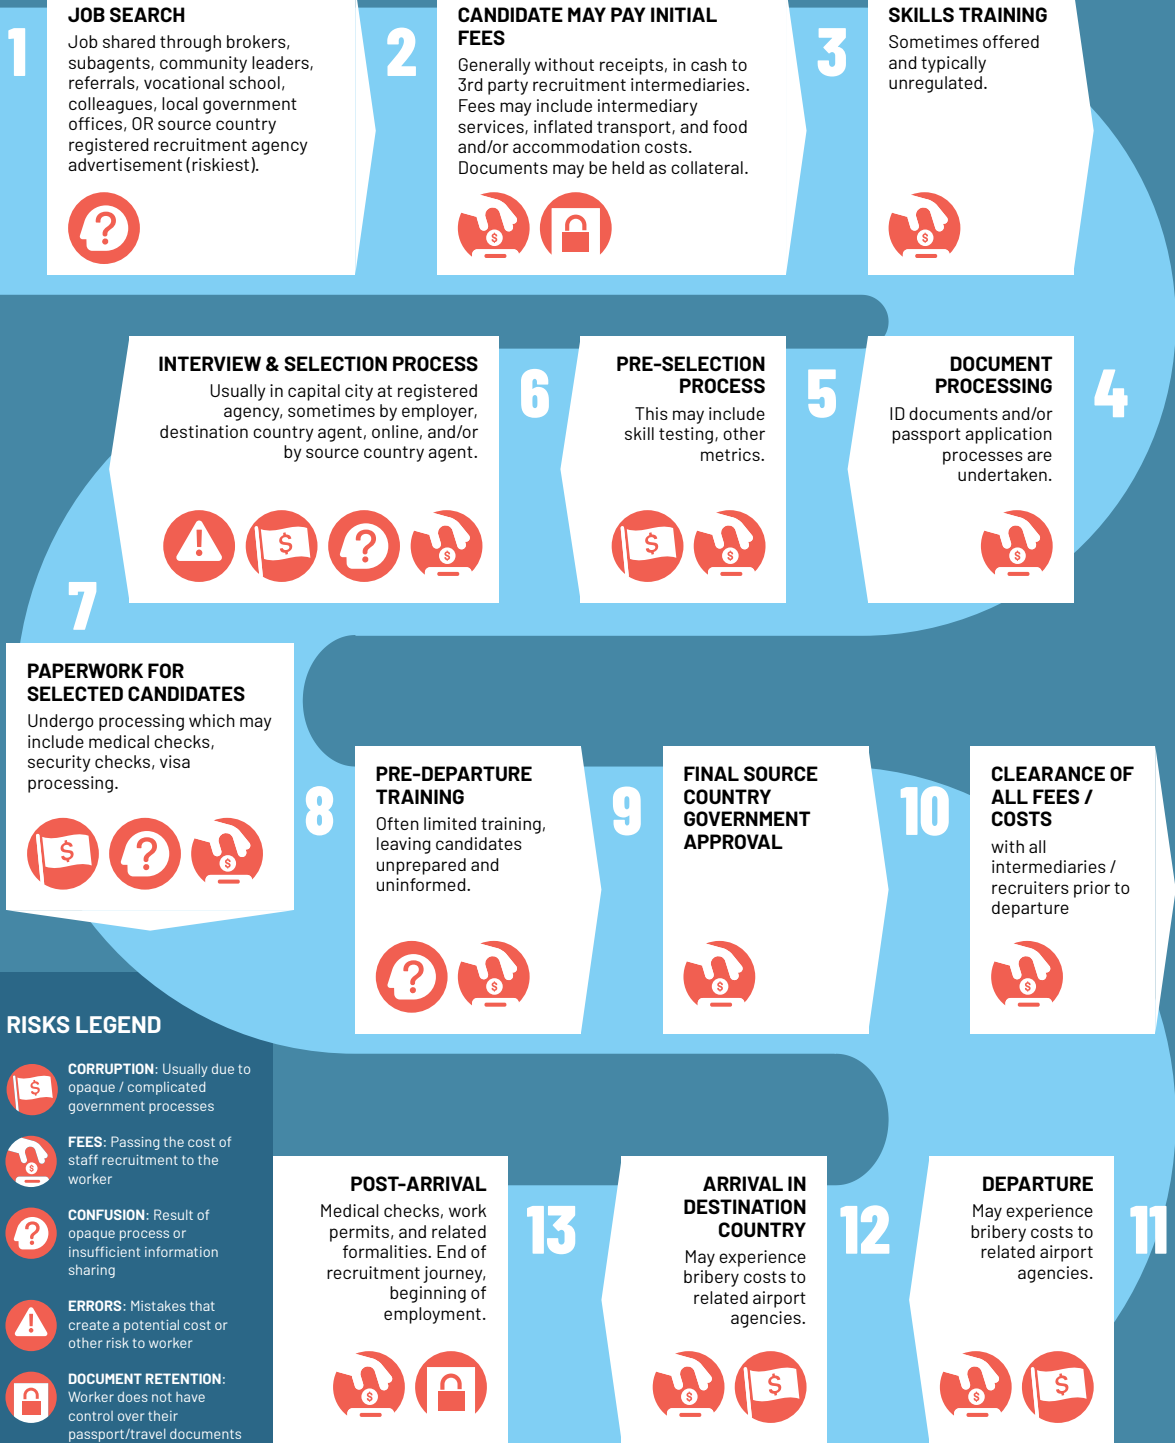 1
JOB SEARCH
Job shared through brokers,
subagents, community leaders,
referrals, vocational school,
colleagues, local government
offices, OR source country
registered recruitment agency
advertisement (riskiest).
2
CANDIDATE MAY PAY INITIAL
FEES
Generally without receipts, in cash to
3rd party recruitment intermediaries.
Fees may include intermediary
services, inflated transport, and food
and/or accommodation costs.
Documents may be held as collateral.
3
SKILLS TRAINING
Sometimes offered
and typically
unregulated.
4
DOCUMENT
PROCESSING
ID documents and/or
passport application
processes are
undertaken.
5
PRE-SELECTION
PROCESS
This may include
skill testing, other
metrics.
6
INTERVIEW & SELECTION PROCESS
Usually in capital city at registered
agency, sometimes by employer,
destination country agent, online, and/or
by source country agent.
7
PAPERWORK FOR
SELECTED CANDIDATES
Undergo processing which may
include medical checks,
security checks, visa
processing.
8
PRE-DEPARTURE
TRAINING
Often limited training,
leaving candidates
unprepared and
uninformed.
9
FINAL SOURCE
COUNTRY
GOVERNMENT
APPROVAL
10
CLEARANCE OF
ALL FEES /
COSTS
with all
intermediaries /
recruiters prior to
departure
11
DEPARTURE
May experience
bribery costs to
related airport
agencies.
12
ARRIVAL IN
DESTINATION
COUNTRY
May experience
bribery costs to
related airport
agencies.
13
POST-ARRIVAL
Medical checks, work
permits, and related
formalities. End of
recruitment journey,
beginning of
employment.
RISKS LEGEND
CORRUPTION: Usually due to
opaque / complicated
government processes
FEES: Passing the cost of
staff recruitment to the
worker
CONFUSION: Result of
opaque process or
insufficient information
sharing
ERRORS: Mistakes that
create a potential cost or
other risk to worker
DOCUMENT RETENTION:
Worker does not have
control over their
passport/travel documents